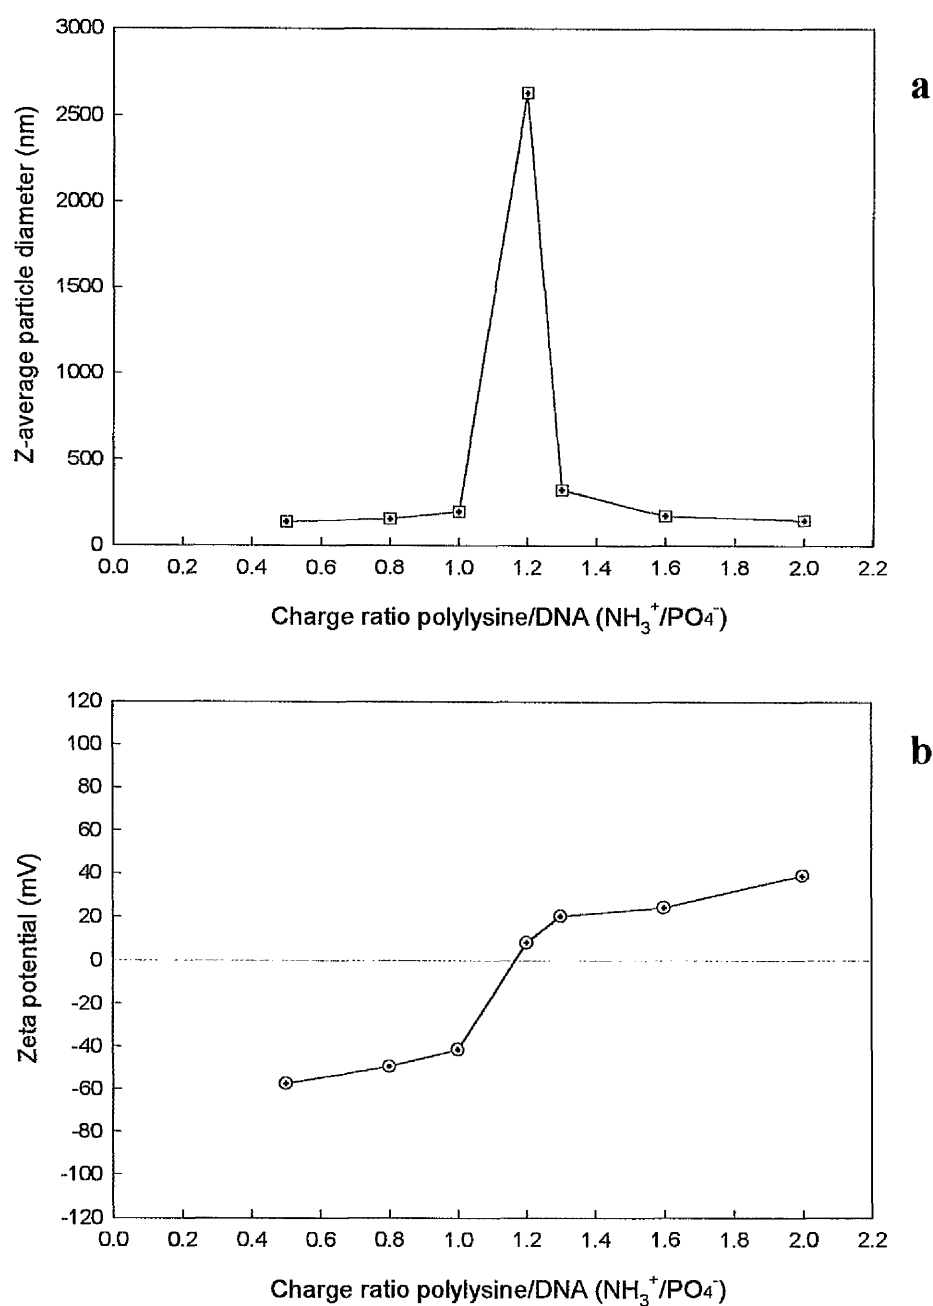 a
3000
2500
2000
1500
1000
500
0
Z-average particle diameter (nm)
0.0 0.2 0.4 0.6 0.8 1.0 1.2 1.4 1.6 1.8 2.0 2.2
Charge ratio polylysine/DNA (NH₃⁺/PO₄⁻)
b
120
100
80
60
40
20
0
-20
-40
-60
-80
-100
-120
Zeta potential (mV)
0.0 0.2 0.4 0.6 0.8 1.0 1.2 1.4 1.6 1.8 2.0 2.2
Charge ratio polylysine/DNA (NH₃⁺/PO₄⁻)